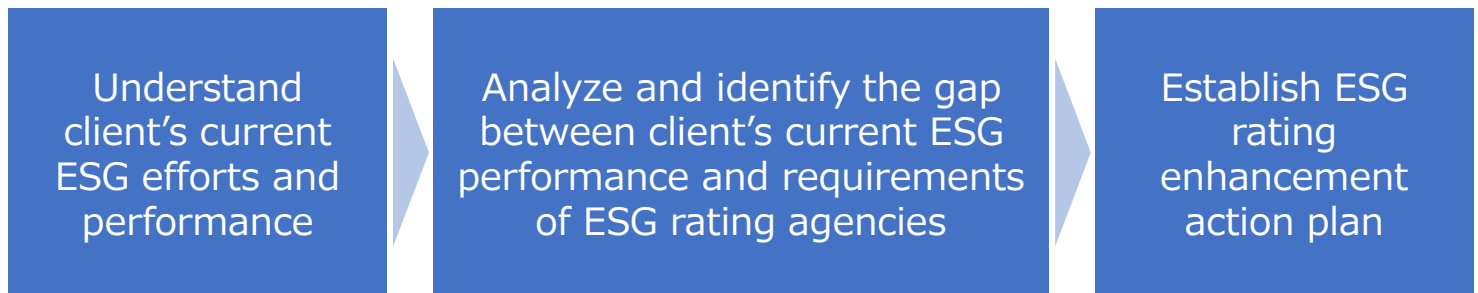 Understand
client’s current
ESG efforts and
performance
Analyze and identify the gap
between client’s current ESG
performance and requirements
of ESG rating agencies
Establish ESG
rating
enhancement
action plan